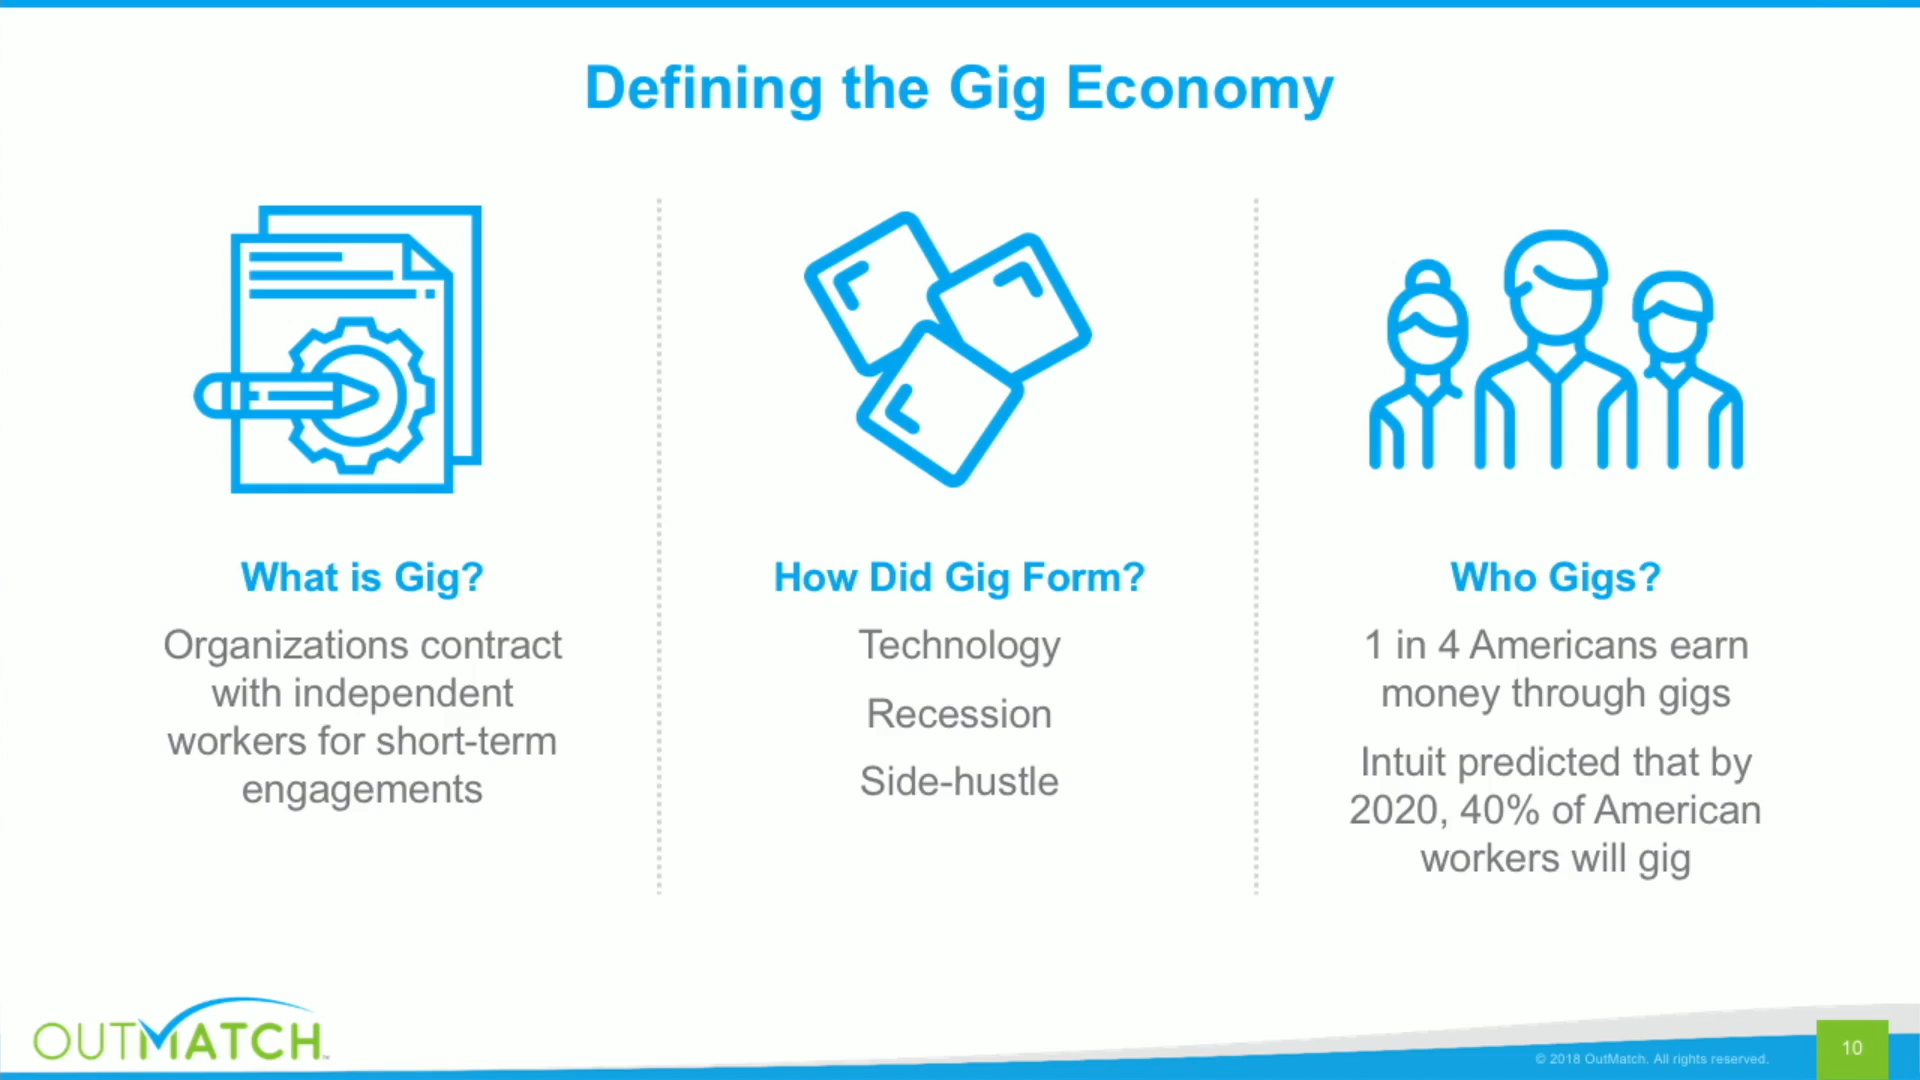 Defining the Gig Economy
What is Gig?
Organizations contract
with independent
workers for short-term
engagements
How Did Gig Form?
Technology
Recession
Side-hustle
Who Gigs?
1 in 4 Americans earn
money through gigs
Intuit predicted that by
2020, 40% of American
workers will gig
OUTMATCH™
© 2018 OutMatch. All rights reserved.
10